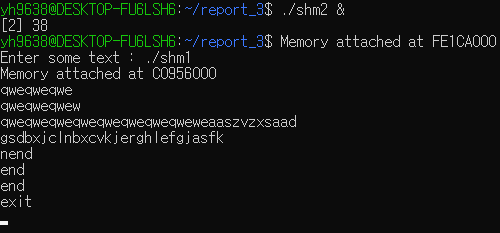 yh9638@DESKTOP-FU6LSH6:~/report_3$ ./shm2 &
[2] 38
yh9638@DESKTOP-FU6LSH6:~/report_3$ Memory attached at FE1CA000
Enter some text : ./shm1
Memory attached at C0956000
qweqweqwe
qweqweqwew
qweqweqweqweqweqweqweqweweaaszvzxsaad
gsdbxjclnbxcvkjerghlefgjasfk
nend
end
end
exit